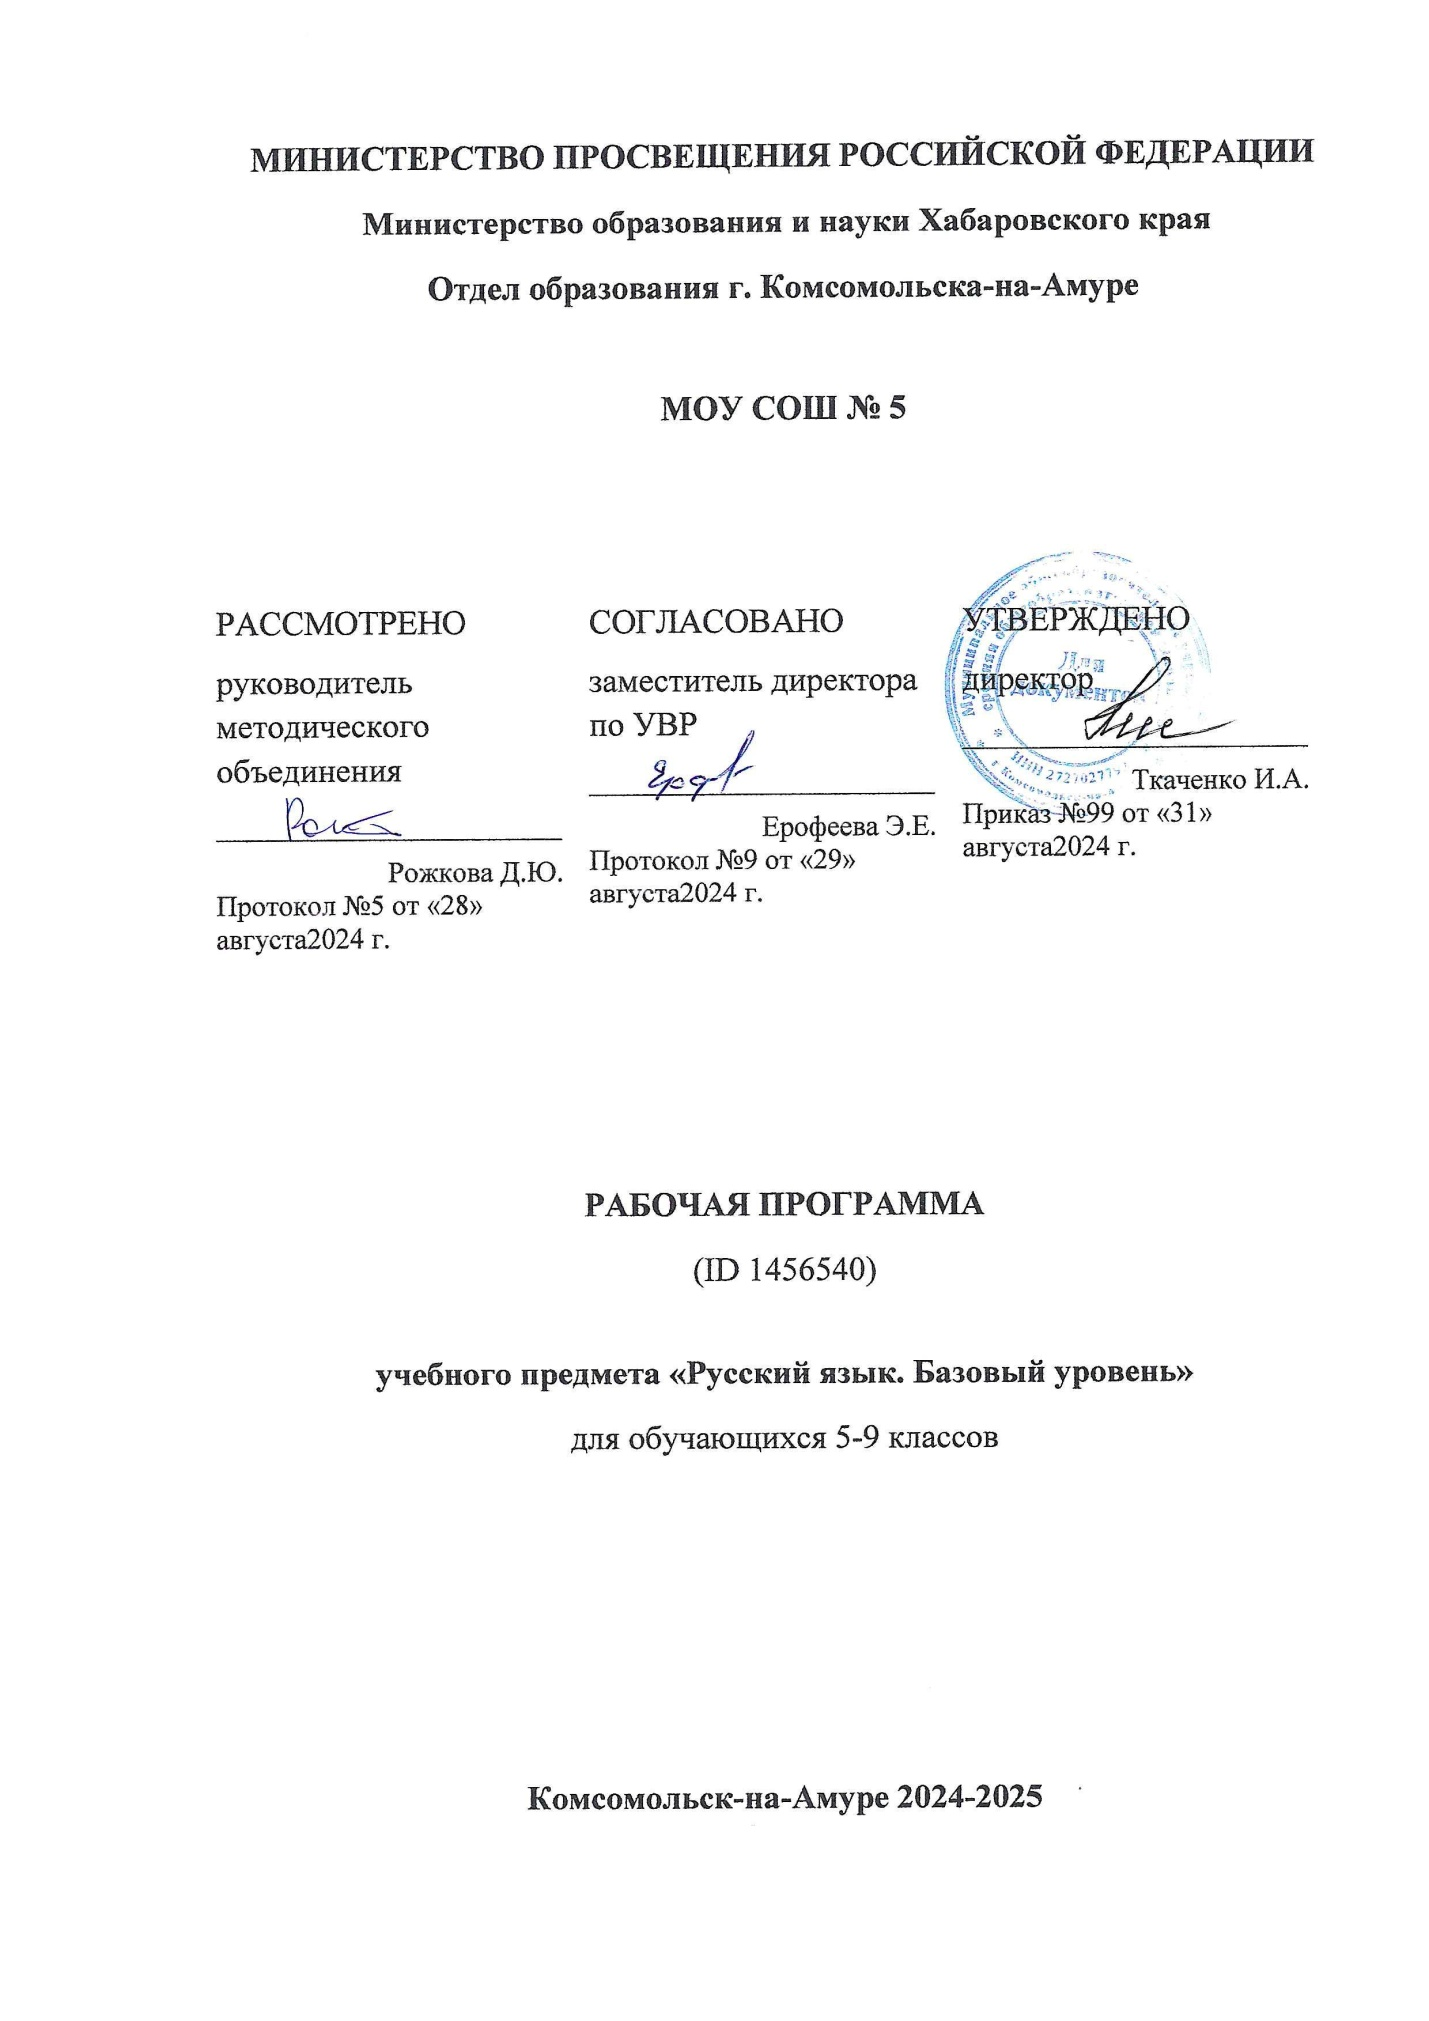 МИНИСТЕРСТВО ПРОСВЕЩЕНИЯ РОССИЙСКОЙ ФЕДЕРАЦИИ
Министерство образования и науки Хабаровского края
Отдел образования г. Комсомольска-на-Амуре
МОУ СОШ № 5
РАССМОТРЕНО
руководитель
методического
объединения
Рожкова Д.Ю.
Протокол №5 от «28»
августа2024 г.
СОГЛАСОВАНО
заместитель директора
по УВР
Ерофеева Э.Е.
Протокол №9 от «29»
августа2024 г.
УТВЕРЖДЕНО
директор
Ткаченко И.А.
Приказ №99 от «31»
августа2024 г.
Для
документов
РАБОЧАЯ ПРОГРАММА
(ID 1456540)
учебного предмета «Русский язык. Базовый уровень»
для обучающихся 5-9 классов
Комсомольск-на-Амуре 2024-2025